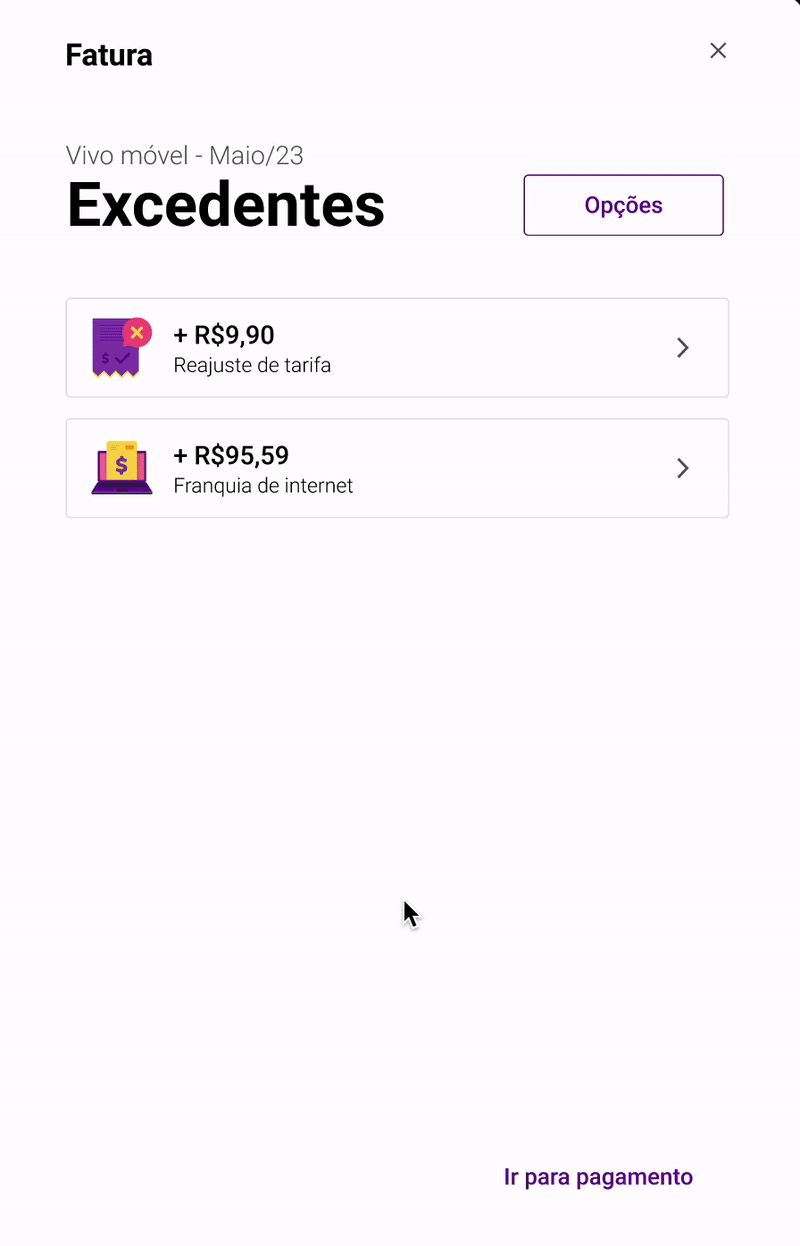 Fatura
Vivo móvel - Maio/23
Excedentes
Opções
+ R$9,90
Reajuste de tarifa
$
+ R$95,59
Franquia de internet
$
Ir para pagamento